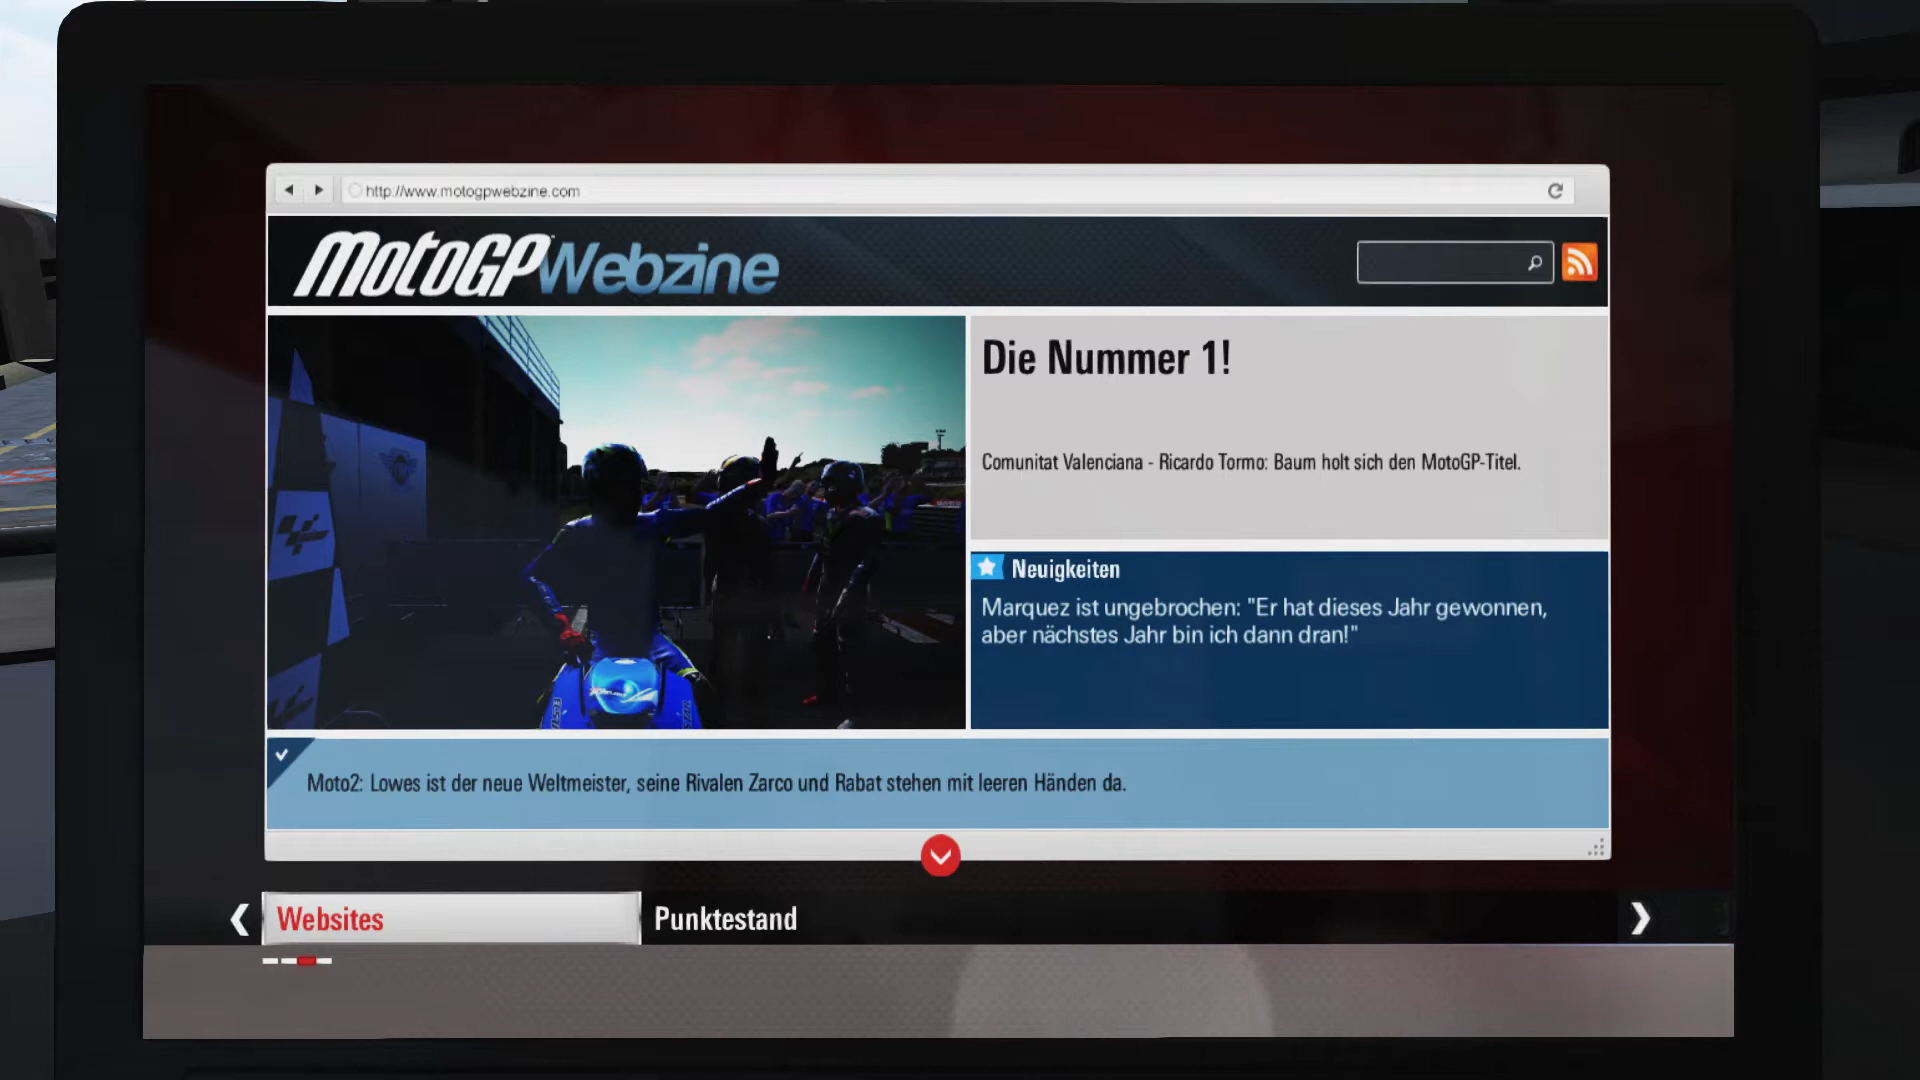 http://www.motogpwebzine.com
MotoGP Webzine
Die Nummer 1!
Comunitat Valenciana - Ricardo Tormo: Baum holt sich den MotoGP-Titel.
Neuigkeiten
Marquez ist ungebrochen: "Er hat dieses Jahr gewonnen,
aber nächstes Jahr bin ich dann dran!"
Moto2: Lowes ist der neue Weltmeister, seine Rivalen Zarco und Rabat stehen mit leeren Händen da.
Websites
Punktestand